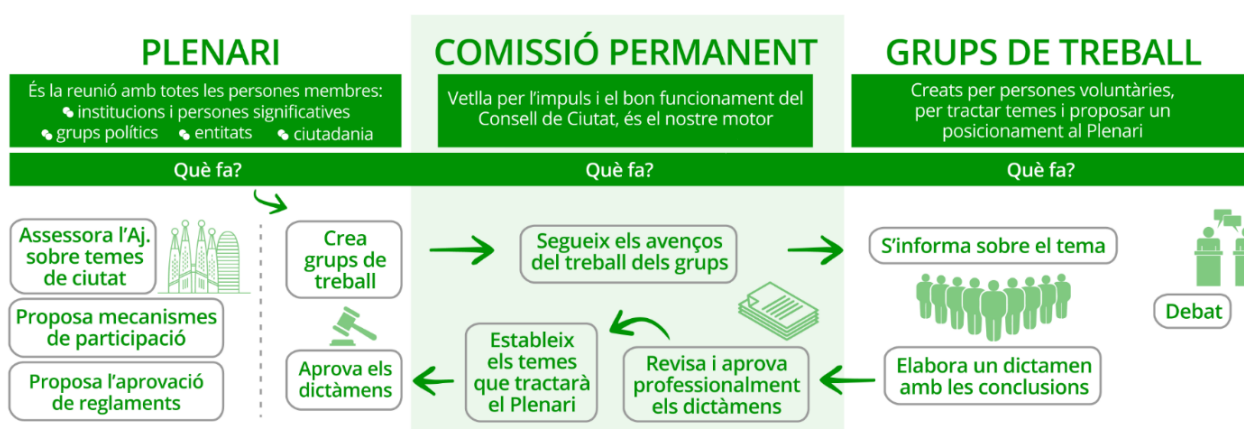 PLENARI
És la reunió amb totes les persones membres:
institucions i persones significatives
grups polítics entitats ciutadania
Què fa?
Assessora l'Aj.
sobre temes
de ciutat
Proposa mecanismes
de participació
Proposa l'aprovació
de reglaments
Crea
grups de
treball
Aprova els
dictàmens
COMISSIÓ PERMANENT
Vetlla per l'impuls i el bon funcionament del
Consell de Ciutat, és el nostre motor
Què fa?
Segueix els avenços
del treball dels grups
Estableix
els temes
que tractarà
el Plenari
Revisa i aprova
professionalment
els dictàmens
GRUPS DE TREBALL
Creats per persones voluntàries,
per tractar temes i proposar un
posicionament al Plenari
Què fa?
S'informa sobre el tema
Debat
Elabora un dictamen
amb les conclusions